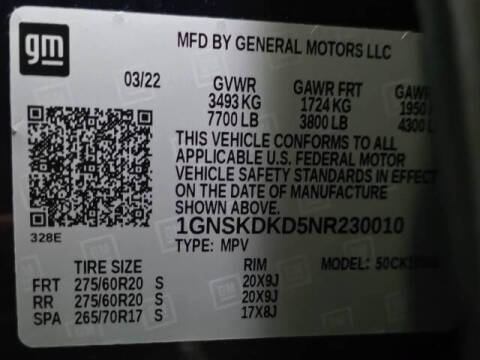 gm
MFD BY GENERAL MOTORS LLC
03/22 GVWR GAWR FRT GAWR
3493 KG 1724 KG 1950
7700 LB 3800 LB 4300 L
THIS VEHICLE CONFORMS TO ALL
APPLICABLE U.S. FEDERAL MOTOR
VEHICLE SAFETY STANDARDS IN EFFEC
ON THE DATE OF MANUFACTURE
SHOWN ABOVE.
1GNSKDKD5NR230010
328E TYPE: MPV
TIRE SIZE RIM MODEL:
FRT 275/60R20 S 20X9J
RR 275/60R20 S 20X9J
SPA 265/70R17 S 17X8J